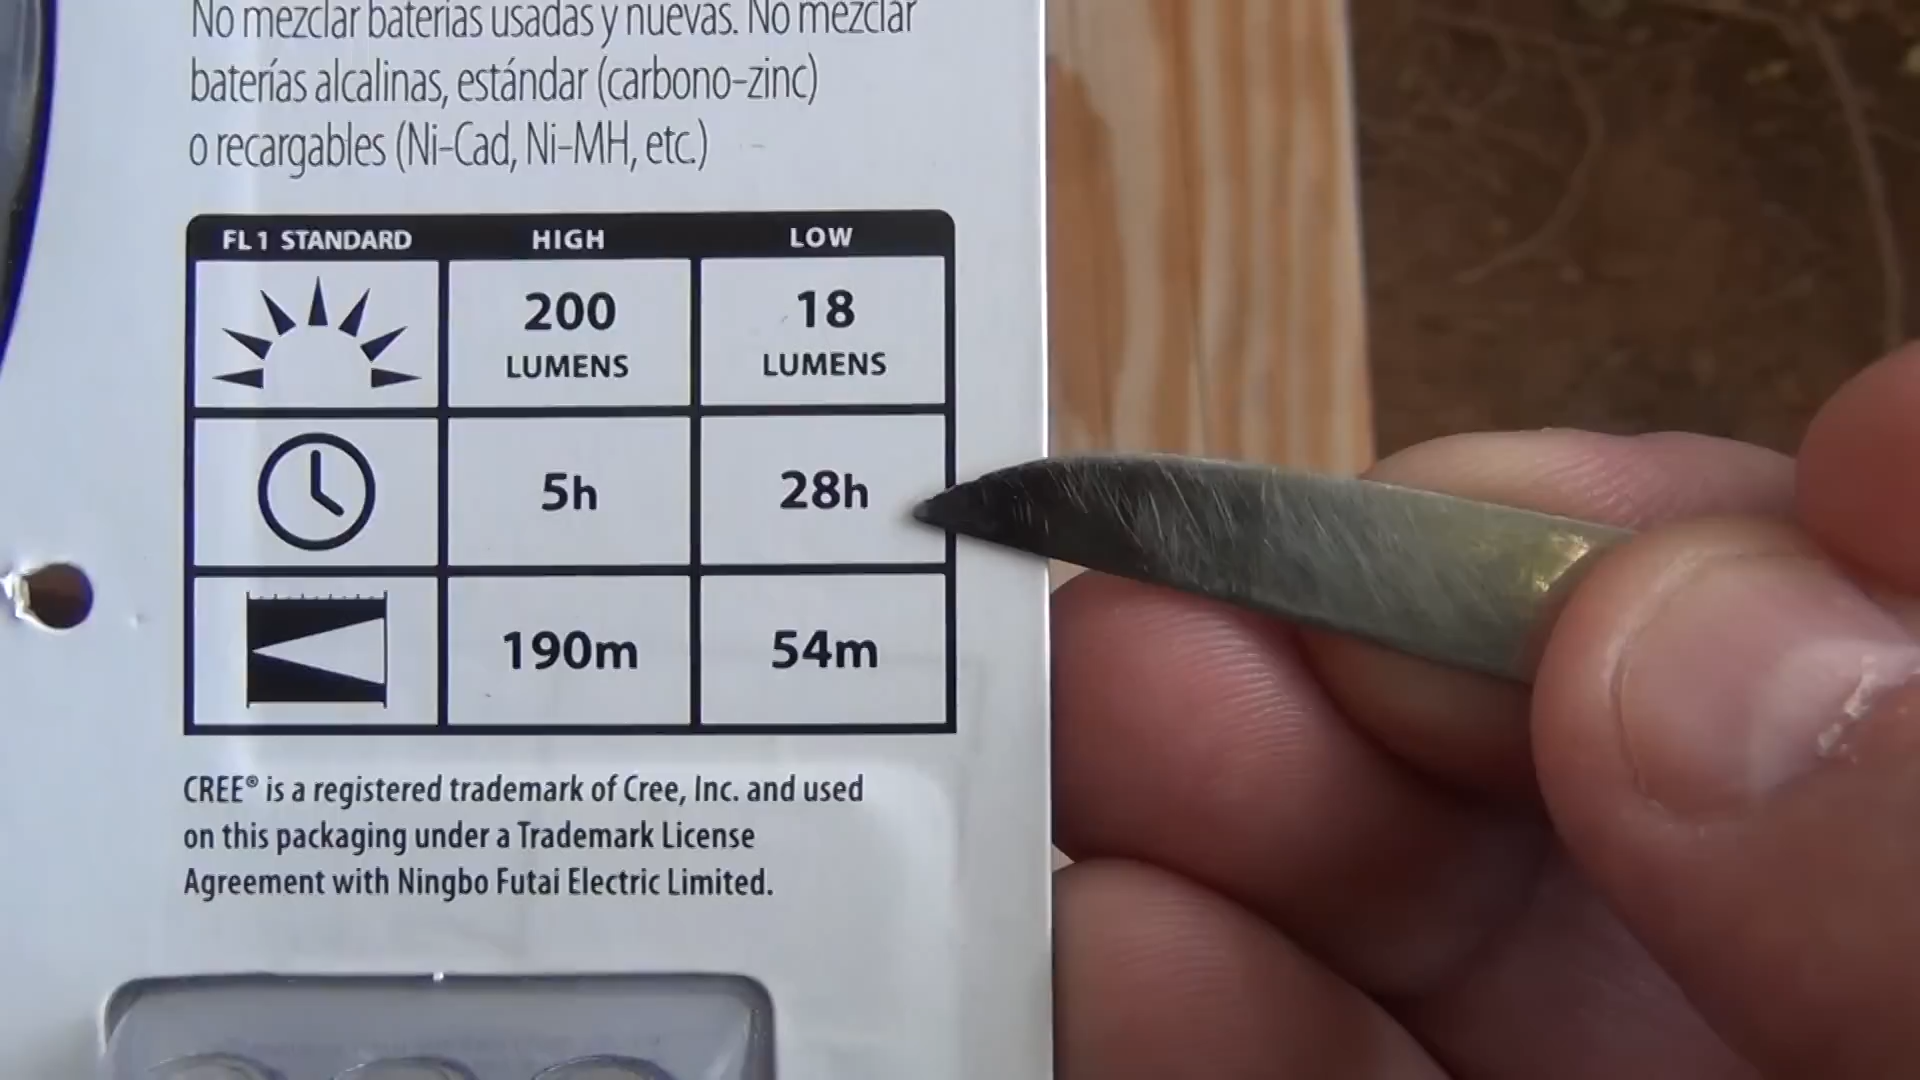 No mezclar baterías usadas y nuevas. No mezclar
baterías alcalinas, estándar (carbono-zinc)
o recargables (Ni-Cad, Ni-MH, etc.)
FL 1 STANDARD HIGH LOW
200 LUMENS 18 LUMENS
5h 28h
190m 54m
CREE® is a registered trademark of Cree, Inc. and used
on this packaging under a Trademark License
Agreement with Ningbo Futai Electric Limited.